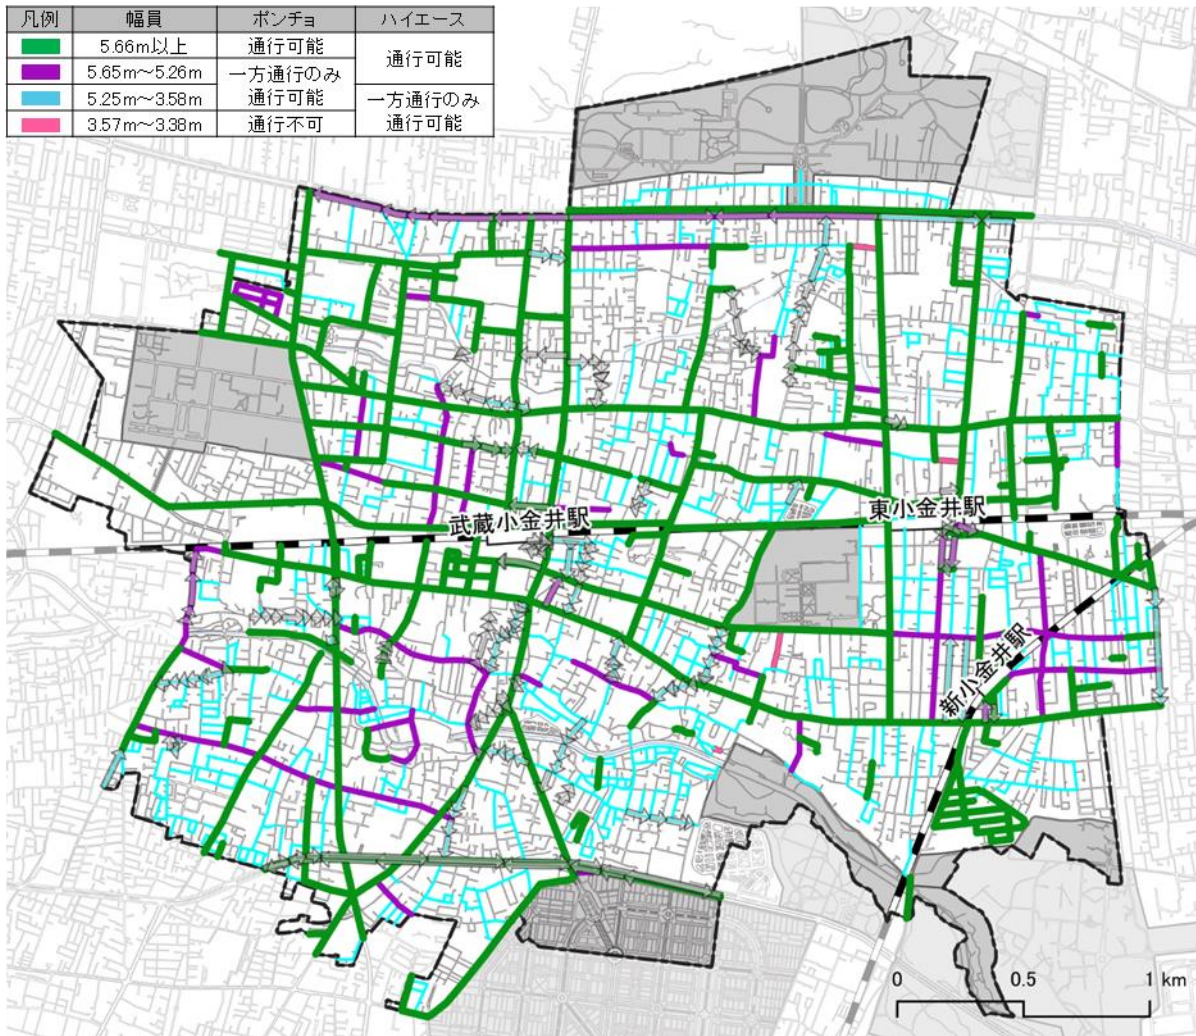 凡例 幅員 ポンチョ ハイエース
5.66m以上 通行可能 通行可能
5.65m～5.26m 一方通行のみ
5.25m～3.58m 通行可能 一方通行のみ
3.57m～3.38m 通行不可 通行可能
武蔵小金井駅
東小金井駅
新小金井駅
0 0.5 1 km